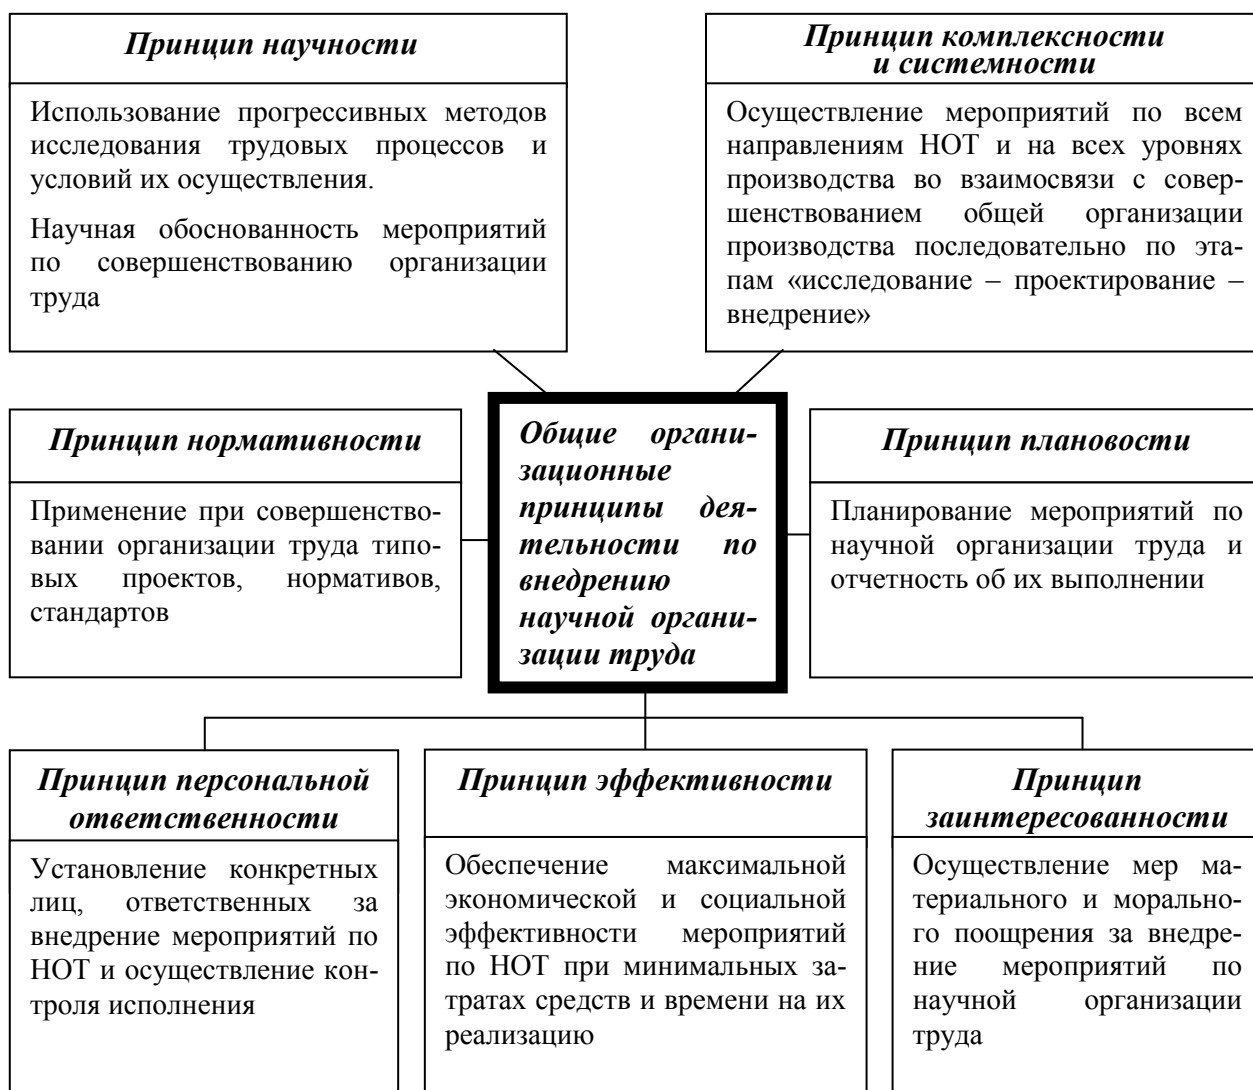 Принцип научности
Использование прогрессивных методов
исследования трудовых процессов и
условий их осуществления.
Научная обоснованность мероприятий
по совершенствованию организации
труда
Принцип комплексности
и системности
Осуществление мероприятий по всем
направлениям НОТ и на всех уровнях
производства во взаимосвязи с совер-
шенствованием общей организации
производства последовательно по эта-
пам «исследование – проектирование –
внедрение»
Принцип нормативности
Применение при совершенство-
вании организации труда типо-
вых проектов, нормативов,
стандартов
Общие органи-
зационные
принципы дея-
тельности по
внедрению
научной органи-
зации труда
Принцип плановости
Планирование мероприятий по
научной организации труда и
отчетность об их выполнении
Принцип персональной
ответственности
Установление конкретных
лиц, ответственных за
внедрение мероприятий по
НОТ и осуществление кон-
троля исполнения
Принцип эффективности
Обеспечение максимальной
экономической и социальной
эффективности мероприятий
по НОТ при минимальных за-
тратах средств и времени на их
реализацию
Принцип
заинтересованности
Осуществление мер ма-
териального и морально-
го поощрения за внедре-
ние мероприятий по
научной организации
труда